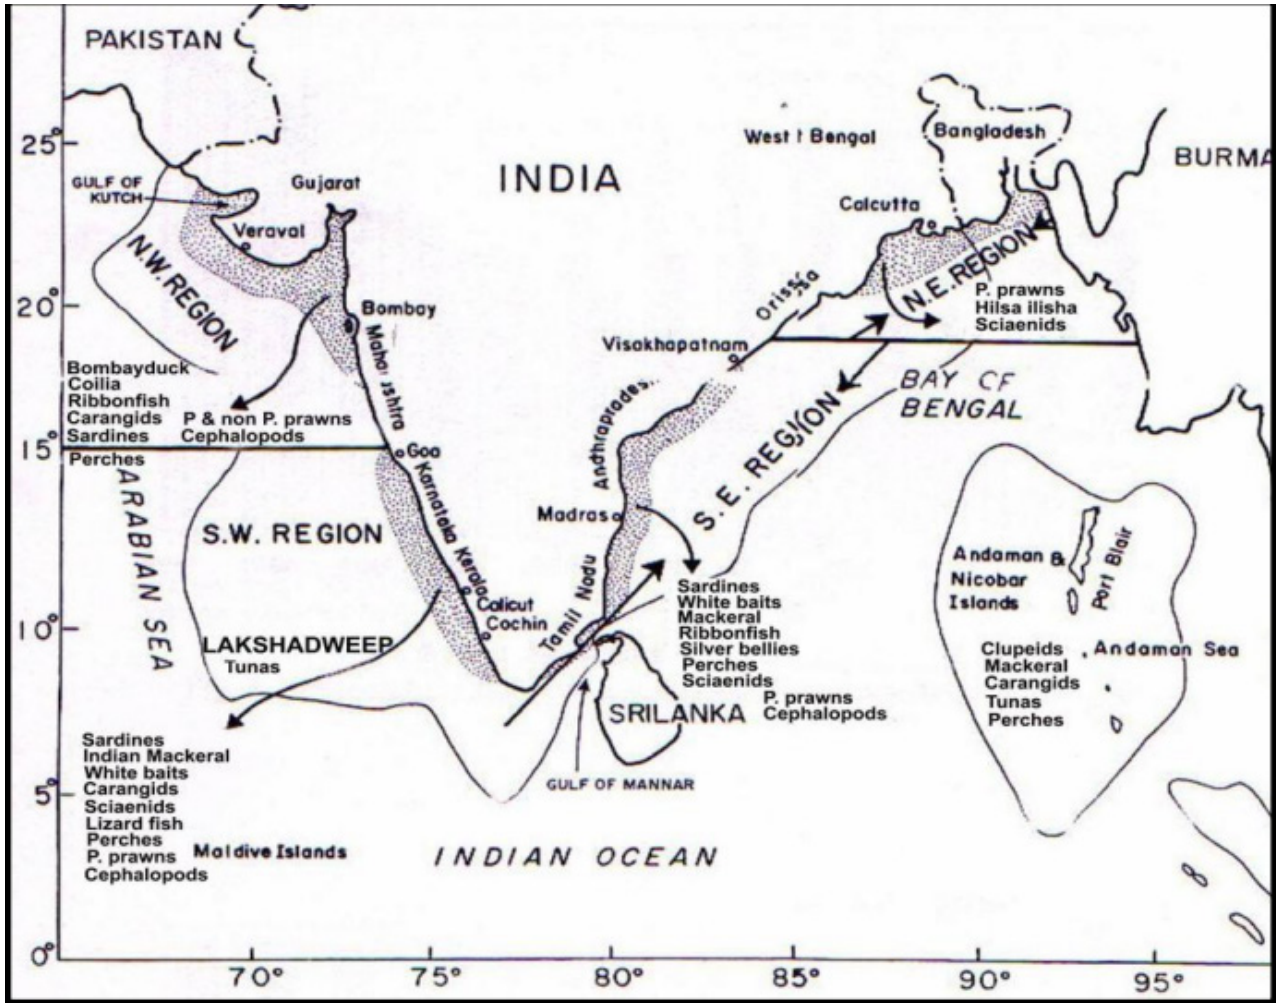 PAKISTAN
25°
GULF OF
KUTCH
Gujarat
INDIA
West t Bengal
Bangladesh
BURMA
Calcutta
Veraval
N.W. REGION
N.E. REGION
P. prawns
Hilsa ilisha
Sciaenids
20°
Bombay
Orissa
Visakhapatnam
BAY OF
BENGAL
Bombayduck
Coilia
Ribbonfish
Carangids
Sardines
P & non P. prawns
Cephalopods
15°
Perches
Goa
Karnataka
Kerala
Andhraprades
S.E. REGION
ARABIAN SEA
S.W. REGION
Madras
Tamil Nadu
Calicut
Cochin
Sardines
White baits
Mackeral
Ribbonfish
Silver bellies
Perches
Sciaenids
P. prawns
Cephalopods
Andaman &
Nicobar
Islands
Port Blair
Andaman Sea
Clupeids
Mackeral
Carangids
Tunas
Perches
10°
LAKSHADWEEP
Tunas
SRILANKA
GULF OF MANNAR
Sardines
Indian Mackeral
White baits
Carangids
Sciaenids
Lizard fish
Perches
P. prawns
Cephalopods
5°
Maldive Islands
INDIAN OCEAN
0°
70°
75°
80°
85°
90°
95°